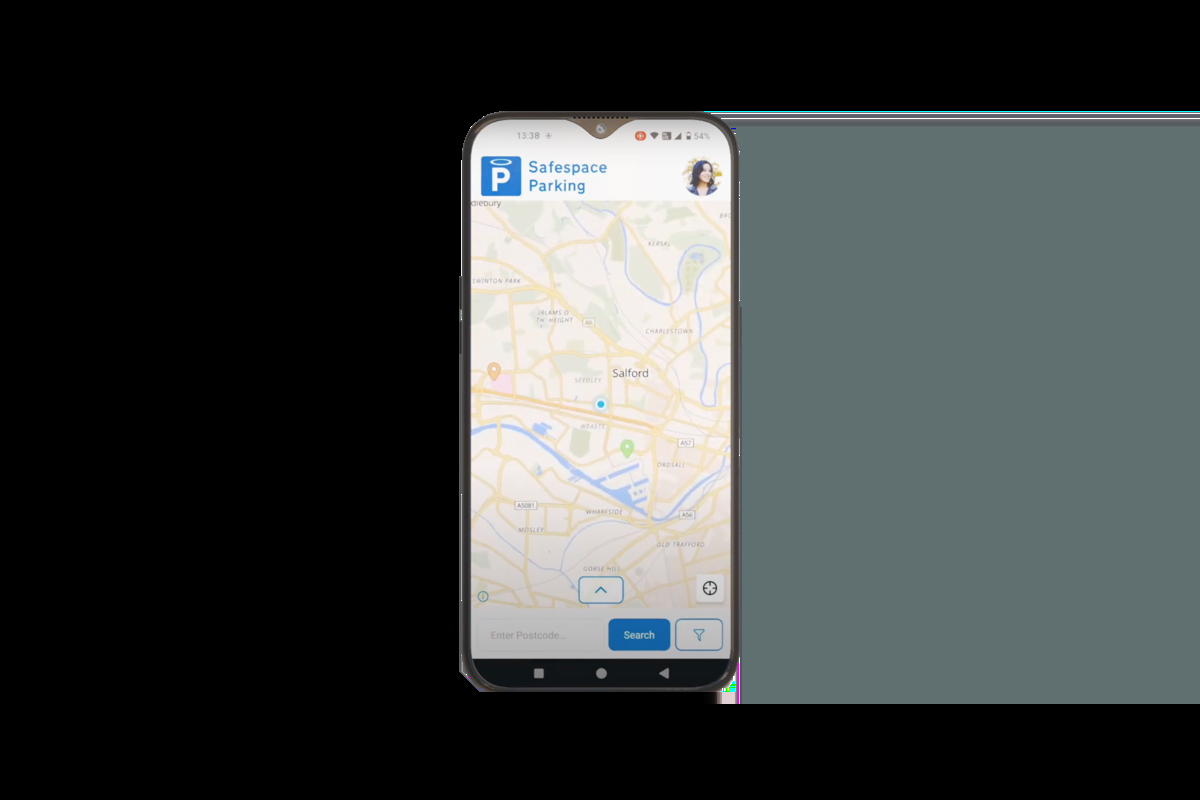 13:38
54%
P
Safespace
Parking
dlebury
KERSAL
SWINTON PARK
IRLAMS O
TH' HEIGHT
A6
CHARLESTOWN
Salford
SEEDLEY
WEASTE
A57
ORDSALL
A5081
WHARFSIDE
A56
MOSLEY
OLD TRAFFORD
GORSE HILL
Enter Postcode...
Search